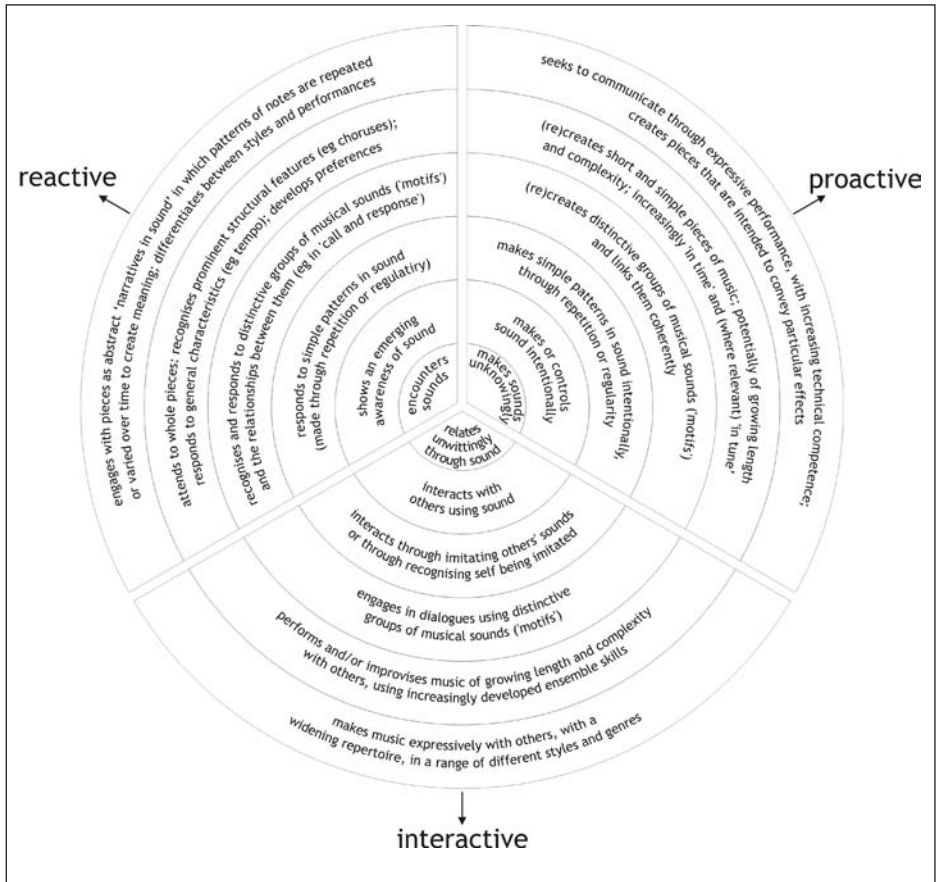 reactive
engages with pieces as abstract ‘narratives in sound’ in which patterns of notes are repeated
or varied over time to create meaning; differentiates between styles and performances
attends to whole pieces; recognises prominent structural features (eg choruses);
responds to general characteristics (eg tempo); develops preferences
recognises and responds to distinctive groups of musical sounds ('motifs')
and the relationships between them (eg in 'call and response')
responds to simple patterns in sound
(made through repetition or regulatiry)
shows an emerging
awareness of sound
encounters
sounds
proactive
seeks to communicate through expressive performance, with increasing technical competence;
creates pieces that are intended to convey particular effects
(re)creates short and simple pieces of music; potentially of growing length
and complexity; increasingly 'in time' and (where relevant) 'in tune'
(re)creates distinctive groups of musical sounds ('motifs')
and links them coherently
makes simple patterns in sound intentionally,
through repetition or regularity
makes or controls
sound intentionally
makes sounds
unknowingly
relates
unwittingly
through sound
interacts with
others using sound
interacts through imitating others' sounds
or through recognising self being imitated
engages in dialogues using distinctive
groups of musical sounds ('motifs')
performs and/or improvises music of growing length and complexity
with others, using increasingly developed ensemble skills
makes music expressively with others, with a
widening repertoire, in a range of different styles and genres
interactive